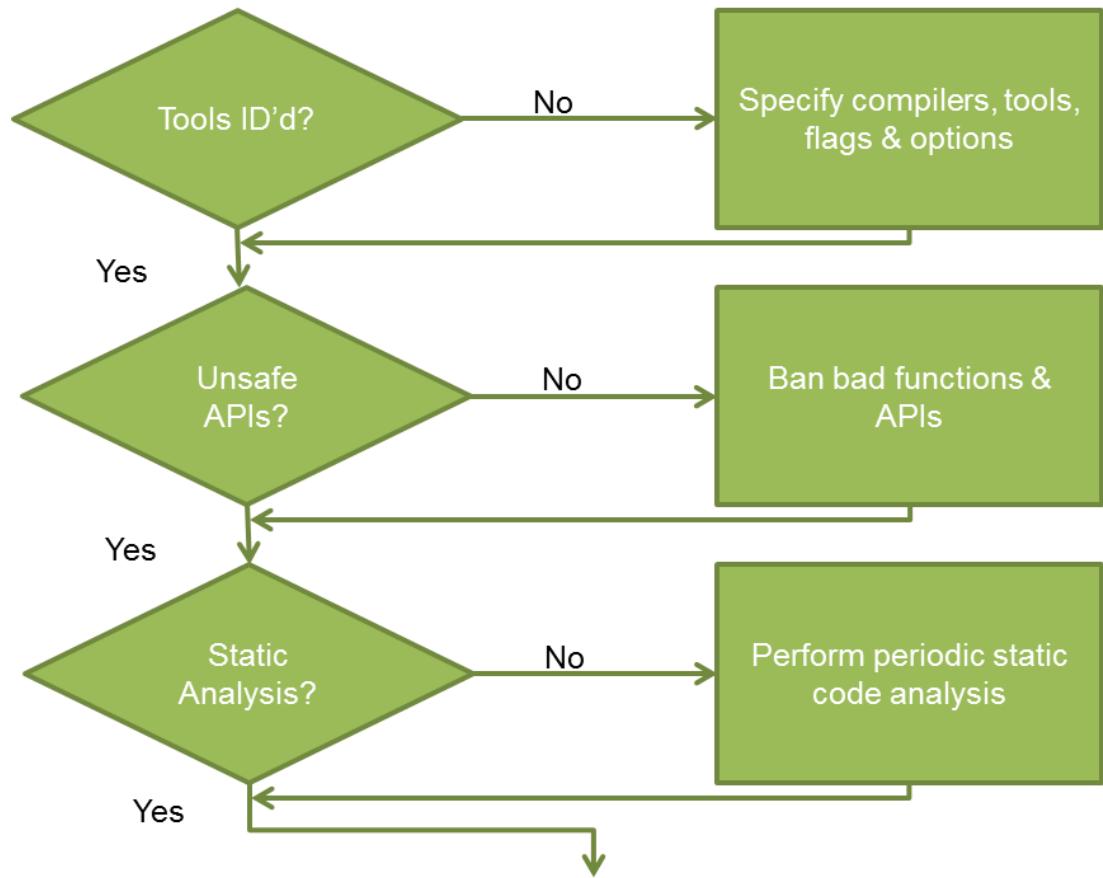 Tools ID’d?
No
Specify compilers, tools,
flags & options
Yes
Unsafe
APIs?
No
Ban bad functions &
APIs
Yes
Static
Analysis?
No
Perform periodic static
code analysis
Yes